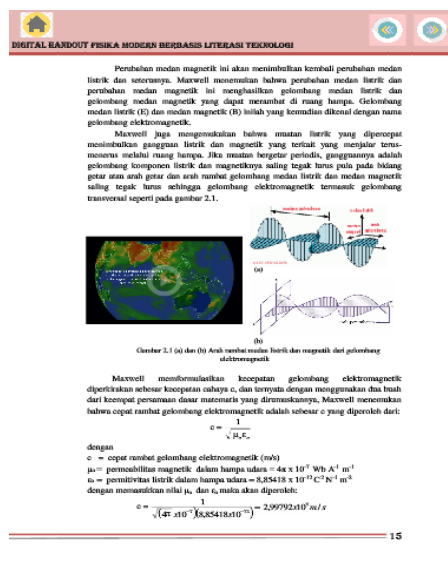 DIGITAL HANDOUT FISIKA MODERN BERBASIS LITERASI TEKNOLOGI
Perubahan medan magnetik ini akan menimbulkan kembali perubahan medan
listrik dan seterusnya. Maxwell menemukan bahwa perubahan medan listrik dan
perubahan medan magnetik ini menghasilkan gelombang medan listrik dan
gelombang medan magnetik yang dapat merambat di ruang hampa. Gelombang
medan listrik (E) dan medan magnetik (B) inilah yang kemudian dikenal dengan nama
gelombang elektromagnetik.
Maxwell juga mengemukakan bahwa muatan listrik yang dipercepat
menimbulkan gangguan listrik dan magnetik yang terkait yang menjalar terus-
menerus melalui ruang hampa. Jika muatan bergetar periodis, gangguannya adalah
gelombang komponen listrik dan magnetiknya saling tegak lurus pula pada bidang
getar atau arah getar dan arah rambat gelombang medan listrik dan medan magnetik
saling tegak lurus sehingga gelombang elektromagnetik termasuk gelombang
transversal seperti pada gambar 2.1.
(a)
(b)
Gambar 2.1 (a) dan (b) Arah rambat medan listrik dan magnetik dari gelombang
elektromagnetik
Maxwell memformulasikan kecepatan gelombang elektromagnetik
diperkirakan sebesar kecepatan cahaya c, dan ternyata dengan menggunakan dua buah
dari keempat persamaan dasar matematis yang dirumuskannya, Maxwell menemukan
bahwa cepat rambat gelombang elektromagnetik adalah sebesar c yang diperoleh dari:
c = 1 / √(μ₀ε₀)
dengan
c = cepat rambat gelombang elektromagnetik (m/s)
μ₀ = permeabilitas magnetik dalam hampa udara = 4π x 10⁻⁷ Wb A⁻¹ m⁻¹
ε₀ = permitivitas listrik dalam hampa udara = 8,85418 x 10⁻¹² C² N⁻¹ m⁻²
dengan memasukkan nilai μ₀ dan ε₀ maka akan diperoleh:
c = 1 / √((4π x10⁻⁷)(8,85418x10⁻¹²)) = 2,99792x10⁸ m/s
15